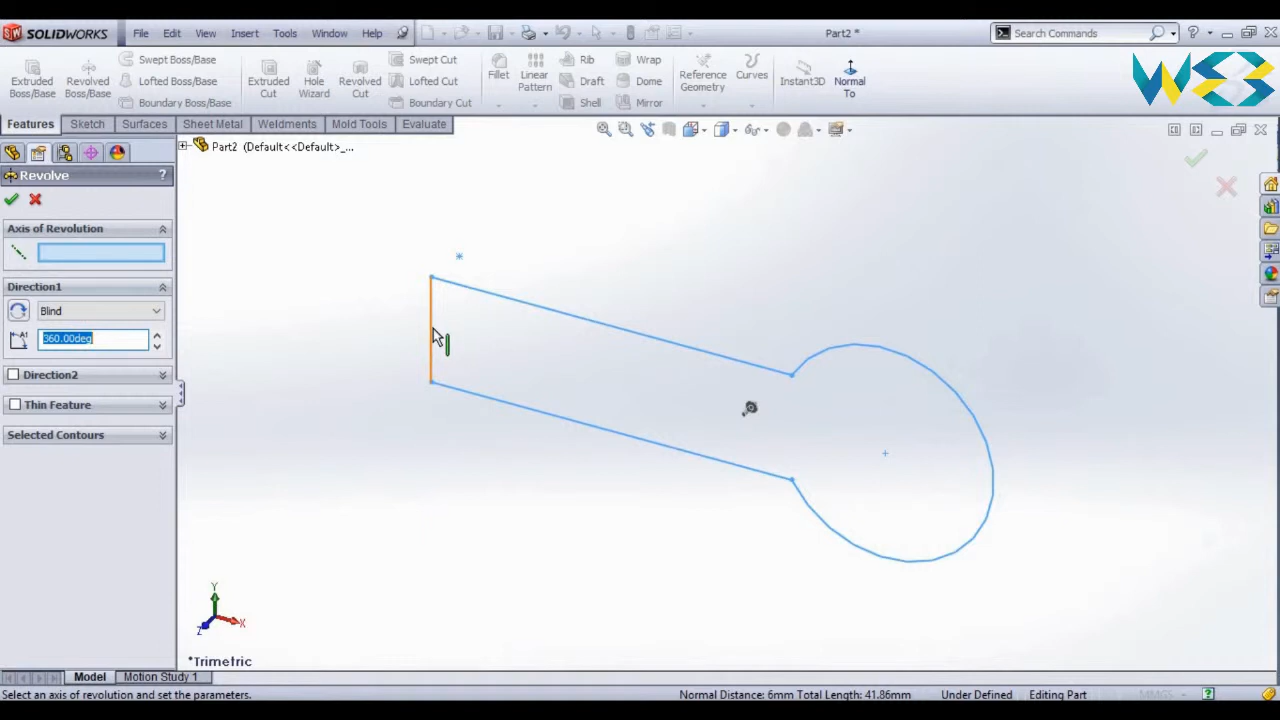 SOLIDWORKS File Edit View Insert Tools Window Help Part2 * Search Commands
Extruded Boss/Base
Revolved Boss/Base
Swept Boss/Base
Lofted Boss/Base
Boundary Boss/Base
Extruded Cut
Hole Wizard
Revolved Cut
Swept Cut
Lofted Cut
Boundary Cut
Fillet
Linear Pattern
Rib
Draft
Shell
Wrap
Dome
Mirror
Reference Geometry
Curves
Instant3D
Normal To
Features Sketch Surfaces Sheet Metal Weldments Mold Tools Evaluate
Part2 (Default<<Default>_...
Revolve ?
Axis of Revolution
Direction1
Blind
360.00deg
Direction2
Thin Feature
Selected Contours
Y
X
Z
*Trimetric
Model Motion Study 1
Select an axis of revolution and set the parameters. Normal Distance: 6mm Total Length: 41.86mm Under Defined Editing Part MMGS